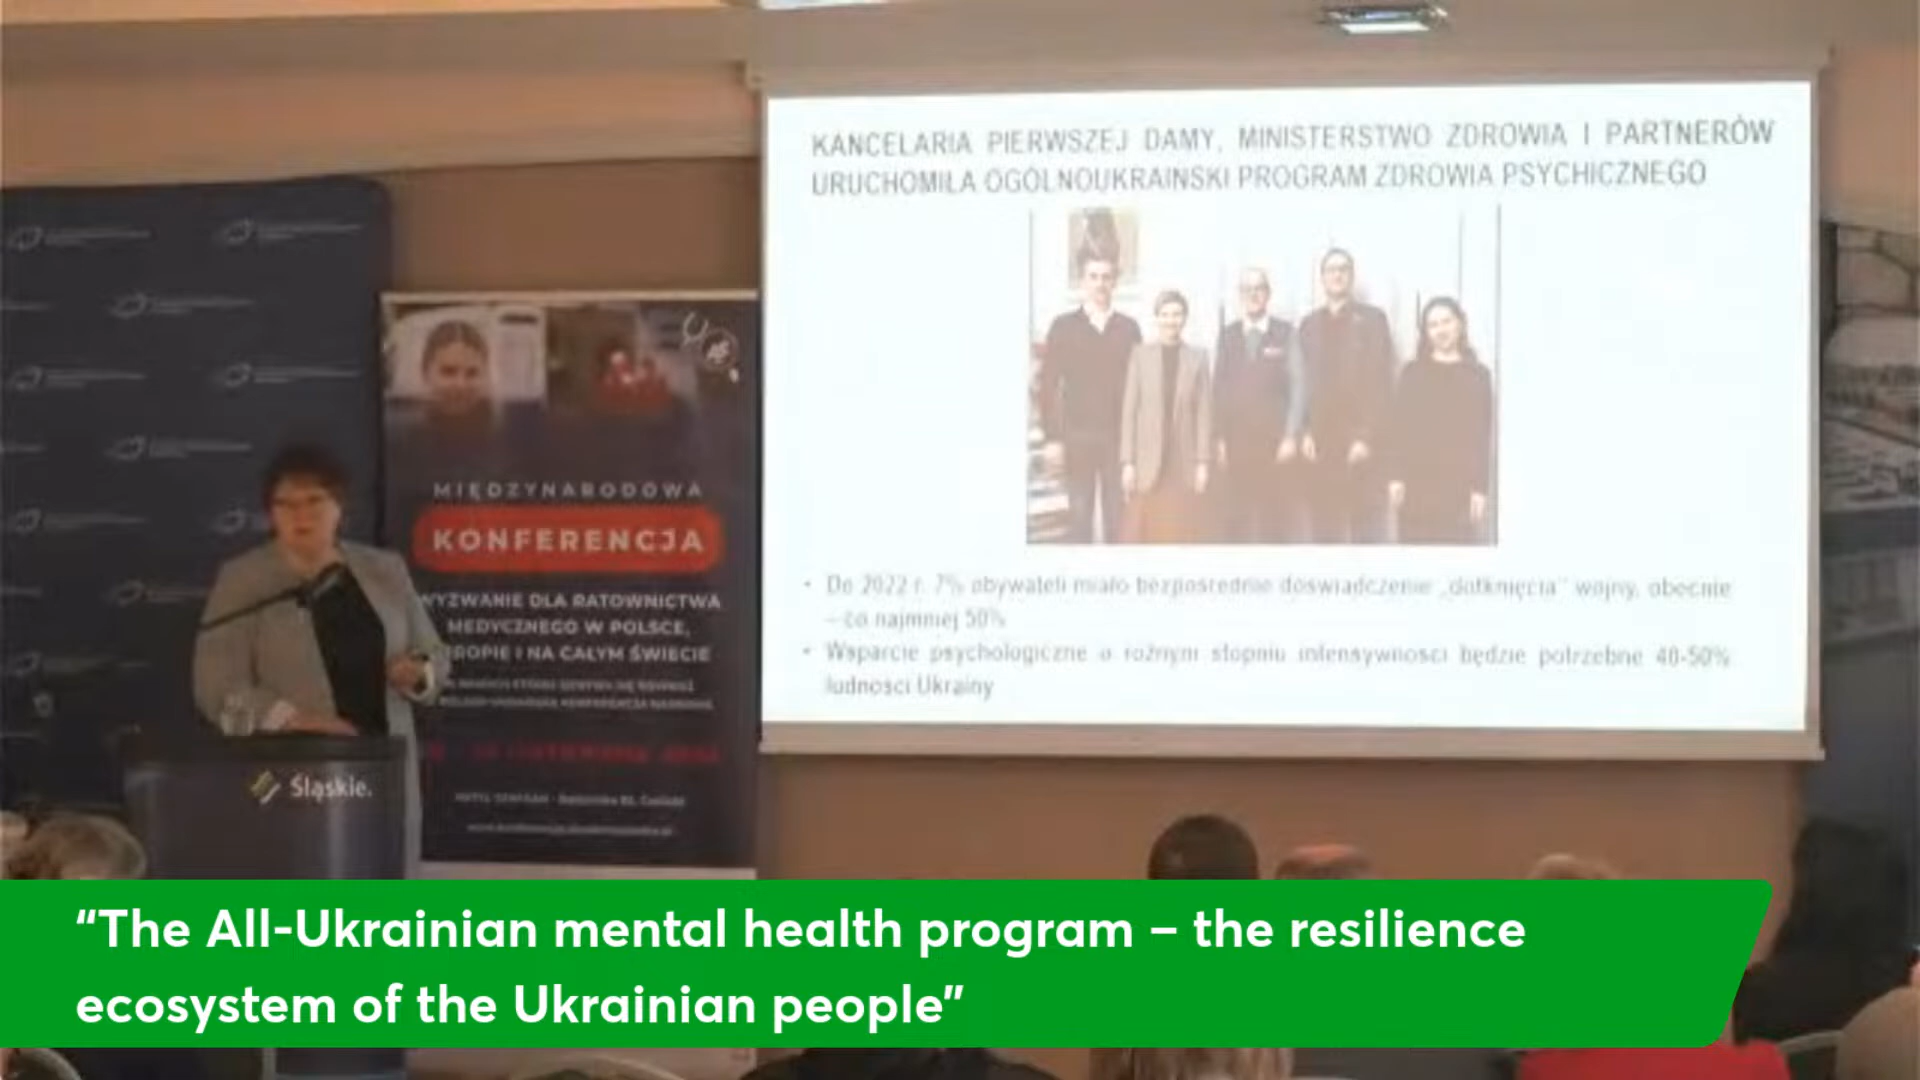 KANCELARIA PIERWSZEJ DAMY, MINISTERSTWO ZDROWIA I PARTNERÓW
URUCHOMIŁA OGÓLNOUKRAIŃSKI PROGRAM ZDROWIA PSYCHICZNEGO
• Do 2022 r. 7% obywateli miało bezpośrednie doświadczenie „dotknięcia” wojny, obecnie
– co najmniej 50%
• Wsparcie psychologiczne o rożnym stopniu intensywności będzie potrzebne 40-50%
ludności Ukrainy
MIĘDZYNARODOWA
KONFERENCJA
WYZWANIE DLA RATOWNICTWA
MEDYCZNEGO W POLSCE,
EUROPIE I NA CAŁYM ŚWIECIE
Śląskie.
“The All-Ukrainian mental health program – the resilience
ecosystem of the Ukrainian people”